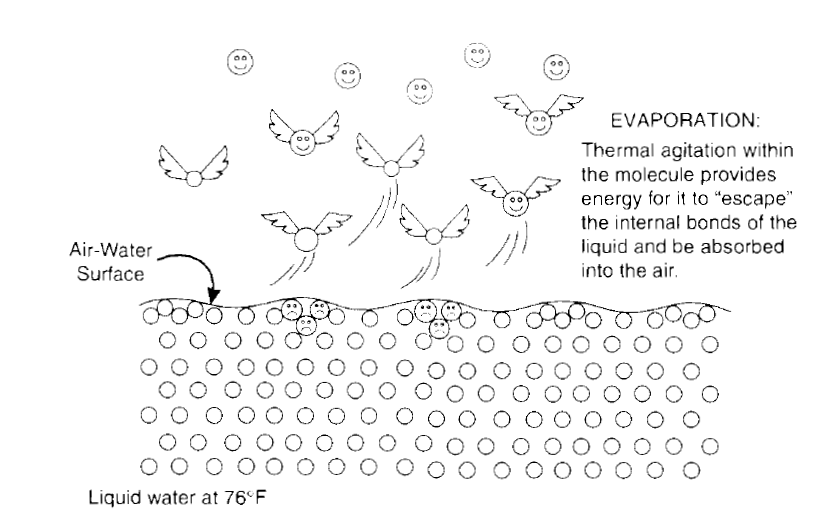 EVAPORATION:
Thermal agitation within
the molecule provides
energy for it to “escape”
the internal bonds of the
liquid and be absorbed
into the air.
Air-Water
Surface
Liquid water at 76°F